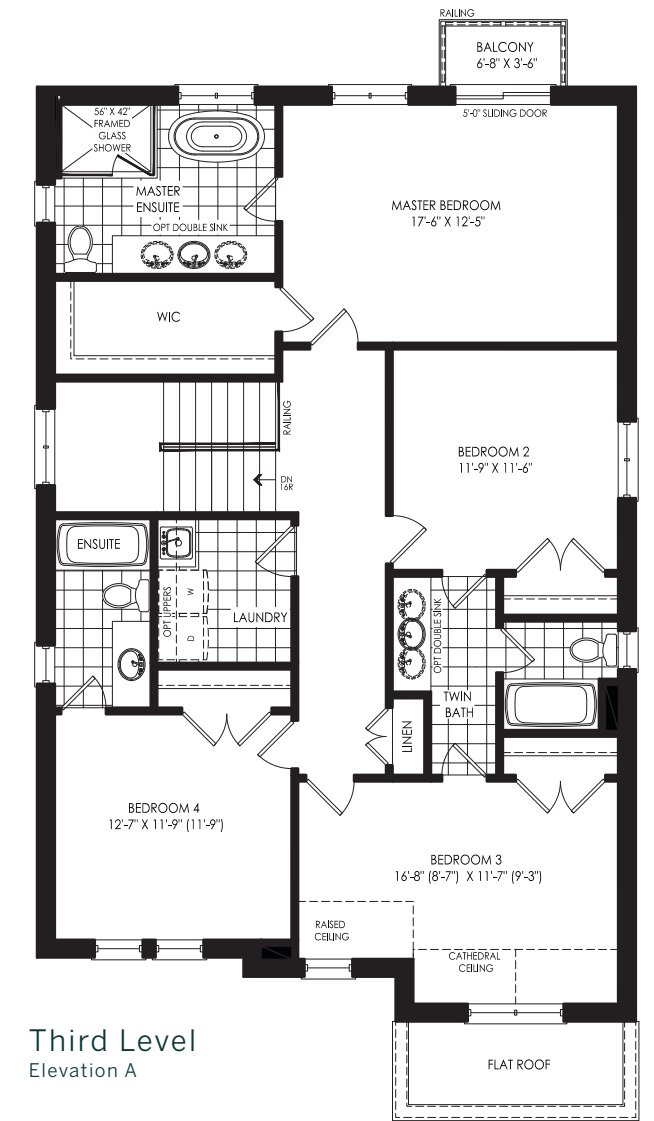 RAILING
BALCONY
6'-8" X 3'-6"
5'-0" SLIDING DOOR
56" X 42"
FRAMED
GLASS
SHOWER
MASTER
ENSUITE
OPT DOUBLE SINK
MASTER BEDROOM
17'-6" X 12'-5"
WIC
RAILING
DN
16R
BEDROOM 2
11'-9" X 11'-6"
ENSUITE
OPT UPPERS
W
D
LAUNDRY
OPT DOUBLE SINK
TWIN
BATH
LINEN
BEDROOM 4
12'-7" X 11'-9" (11'-9")
BEDROOM 3
16'-8" (8'-7") X 11'-7" (9'-3")
RAISED
CEILING
CATHEDRAL
CEILING
FLAT ROOF
Third Level
Elevation A